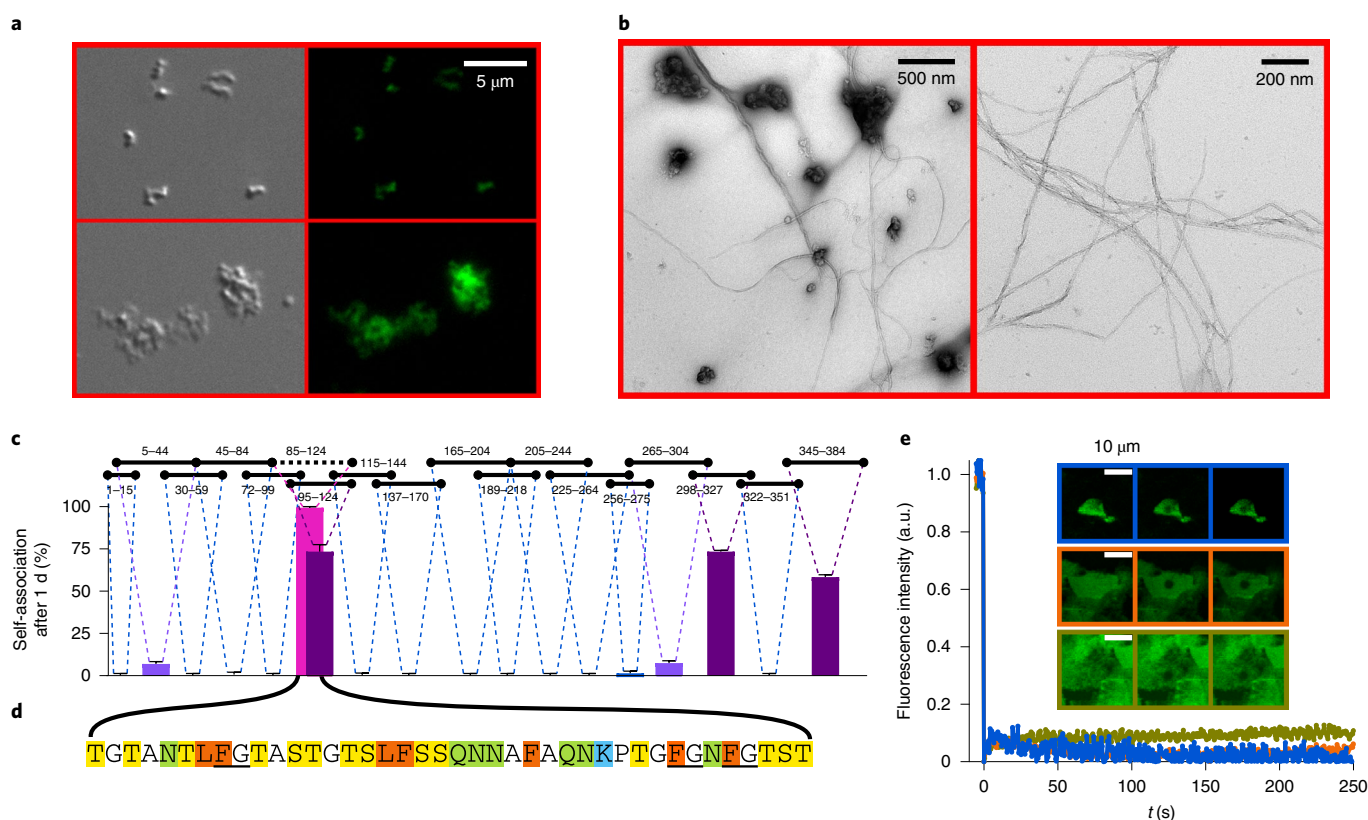 a
b
5 μm
500 nm
200 nm
c
5–44
45–84
85–124
115–144
165–204
205–244
265–304
345–384
1–15
30–59
72–99
95–124
137–170
189–218
225–264
256–275
298–327
322–351
Self-association
after 1 d (%)
100
75
50
25
0
d
TGTANTLFGTASTGTSLFSSQNNAFAQNKPTGFGNFGTST
e
10 μm
Fluorescence intensity (a.u.)
1.0
0.8
0.6
0.4
0.2
0
0 50 100 150 200 250
t (s)